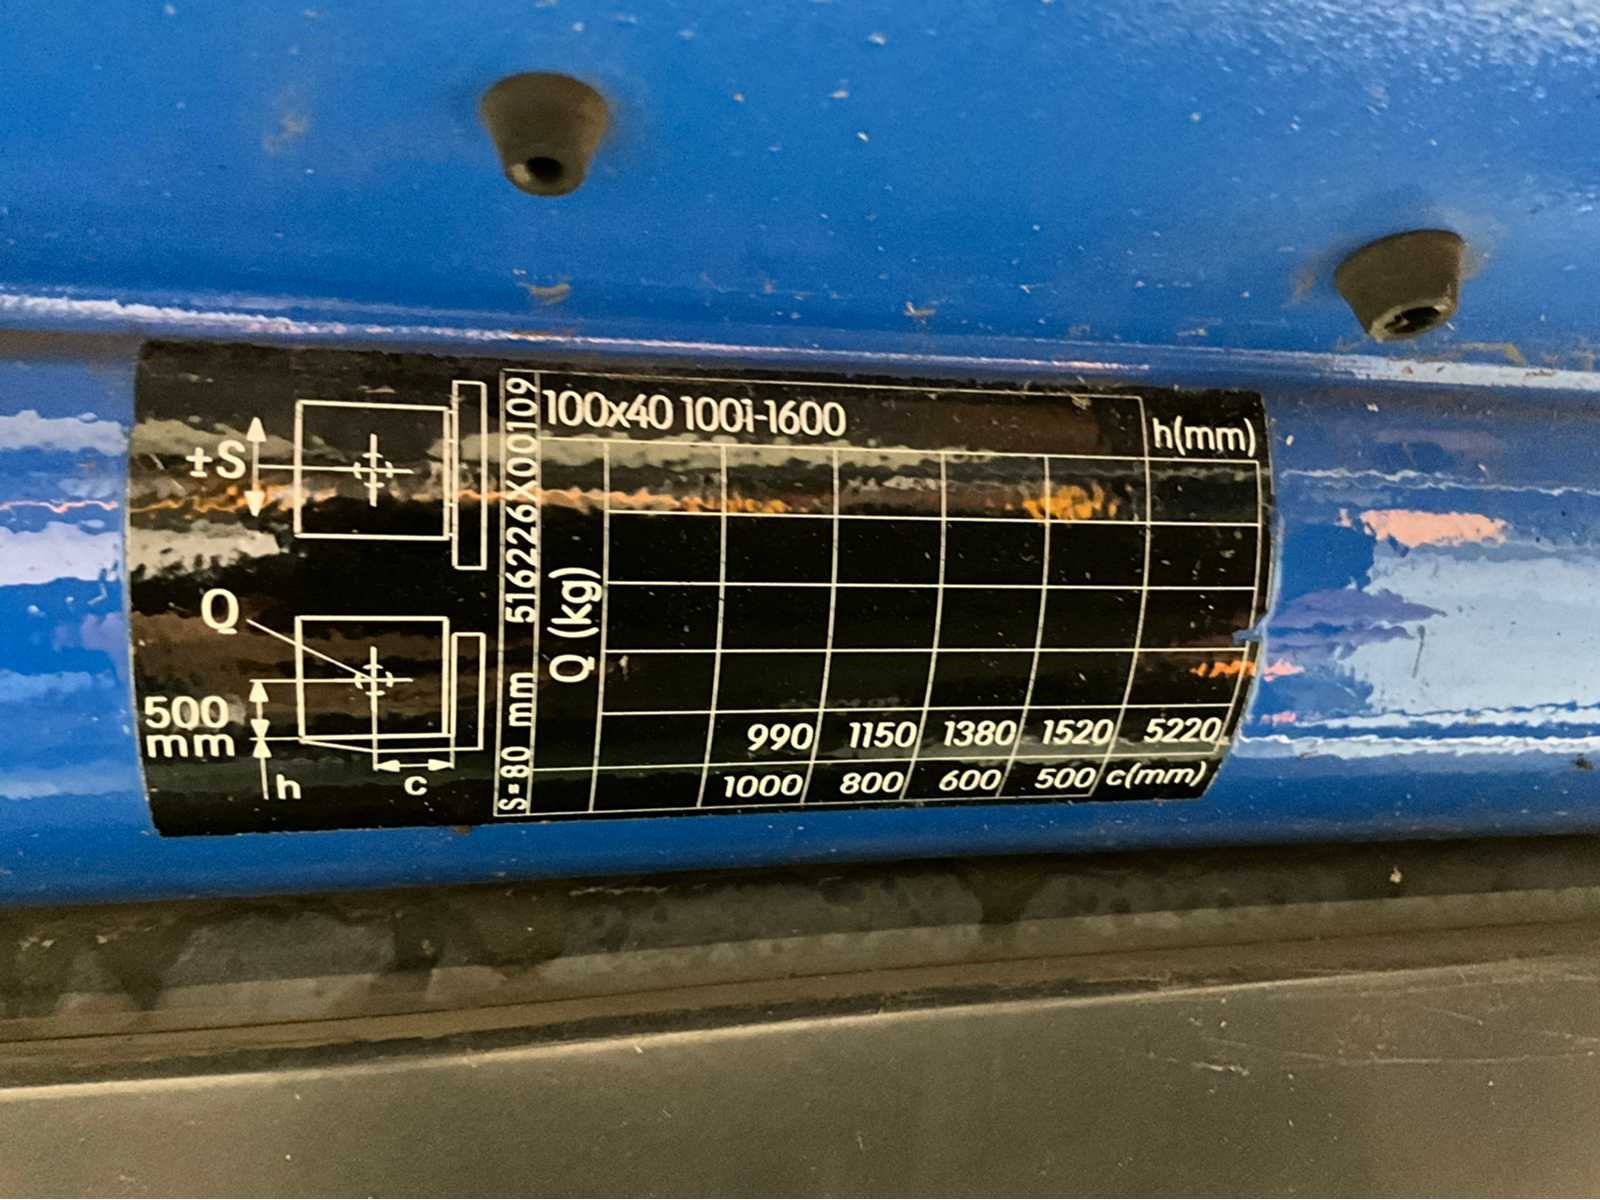 ±S
Q
500
mm
h
c
S=80 mm 516226X00109
100x40 1001-1600
h(mm)
Q (kg)
990 1150 1380 1520 5220
1000 800 600 500 c(mm)